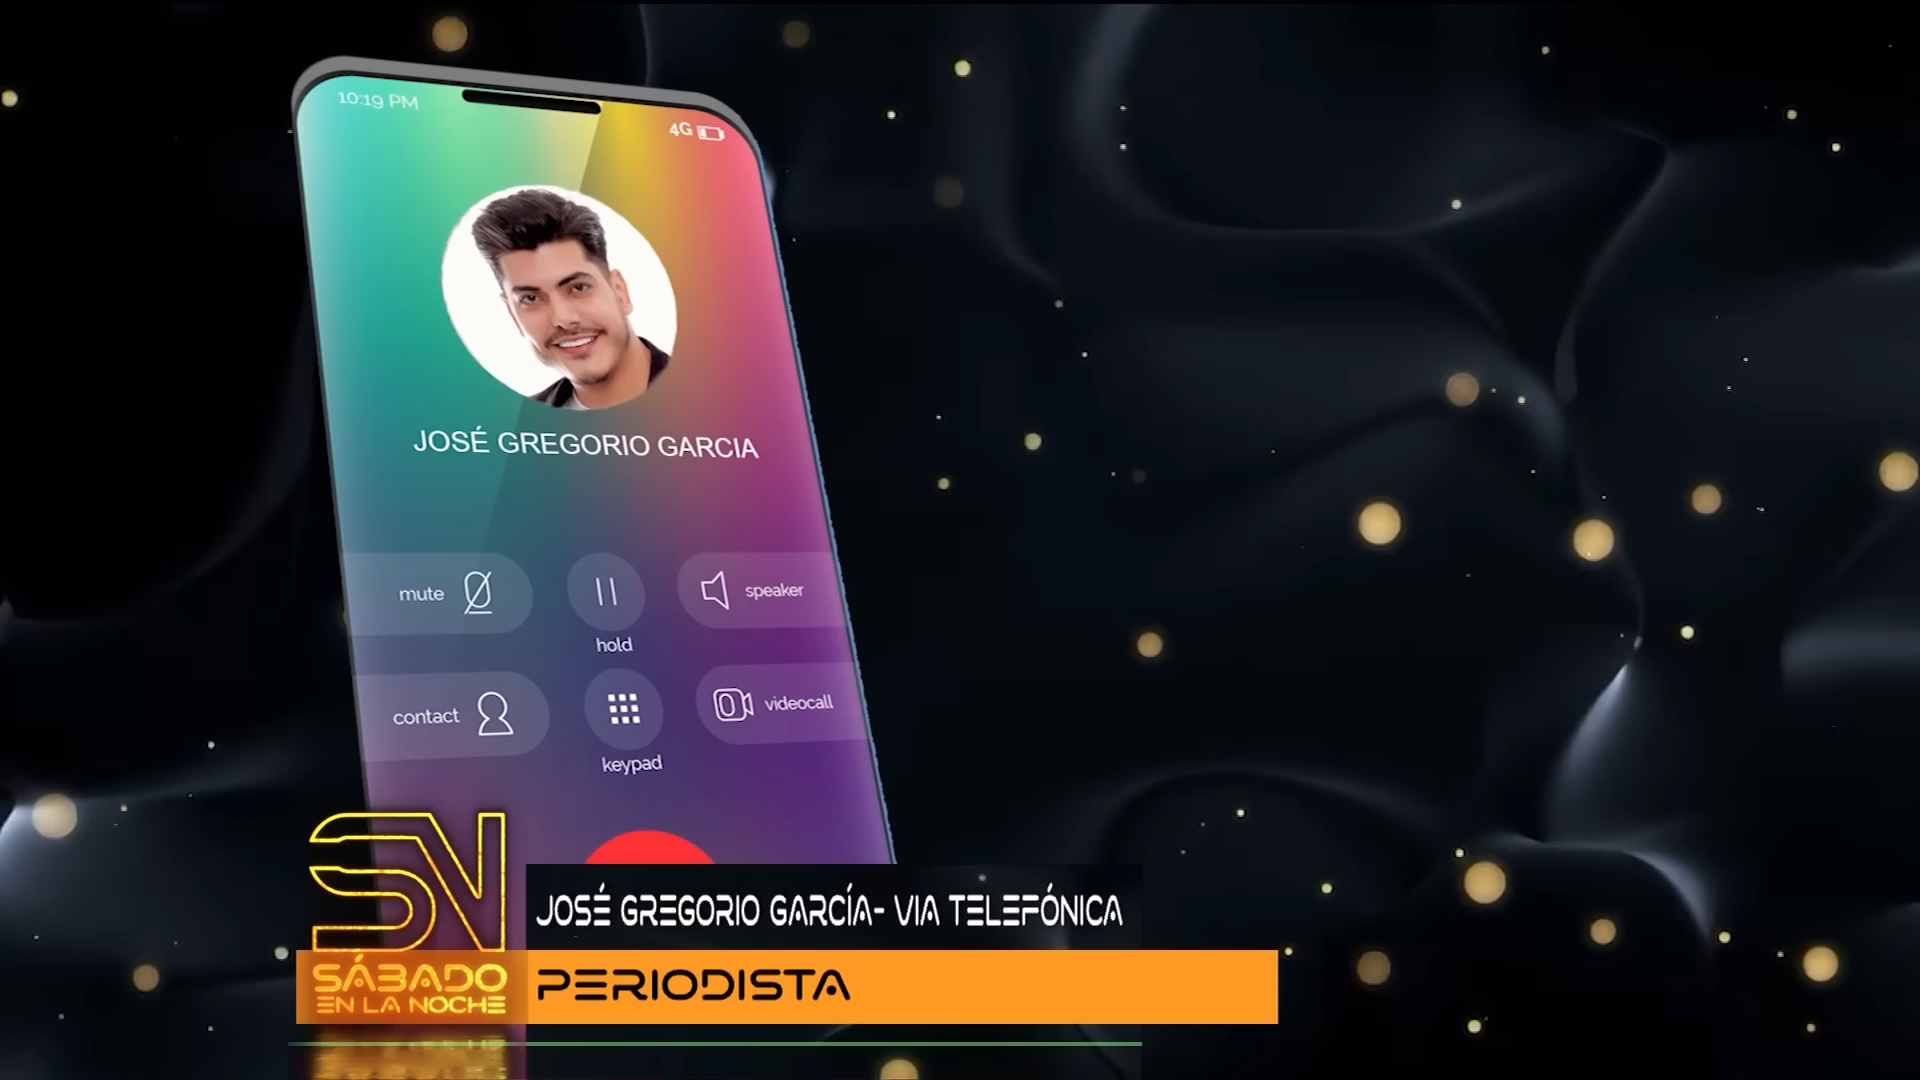 10:19 PM
4G
JOSÉ GREGORIO GARCIA
mute
hold
speaker
contact
keypad
videocall
SN
SÁBADO
EN LA NOCHE
JOSÉ GREGORIO GARCÍA- VIA TELEFÓNICA
PERIODISTA